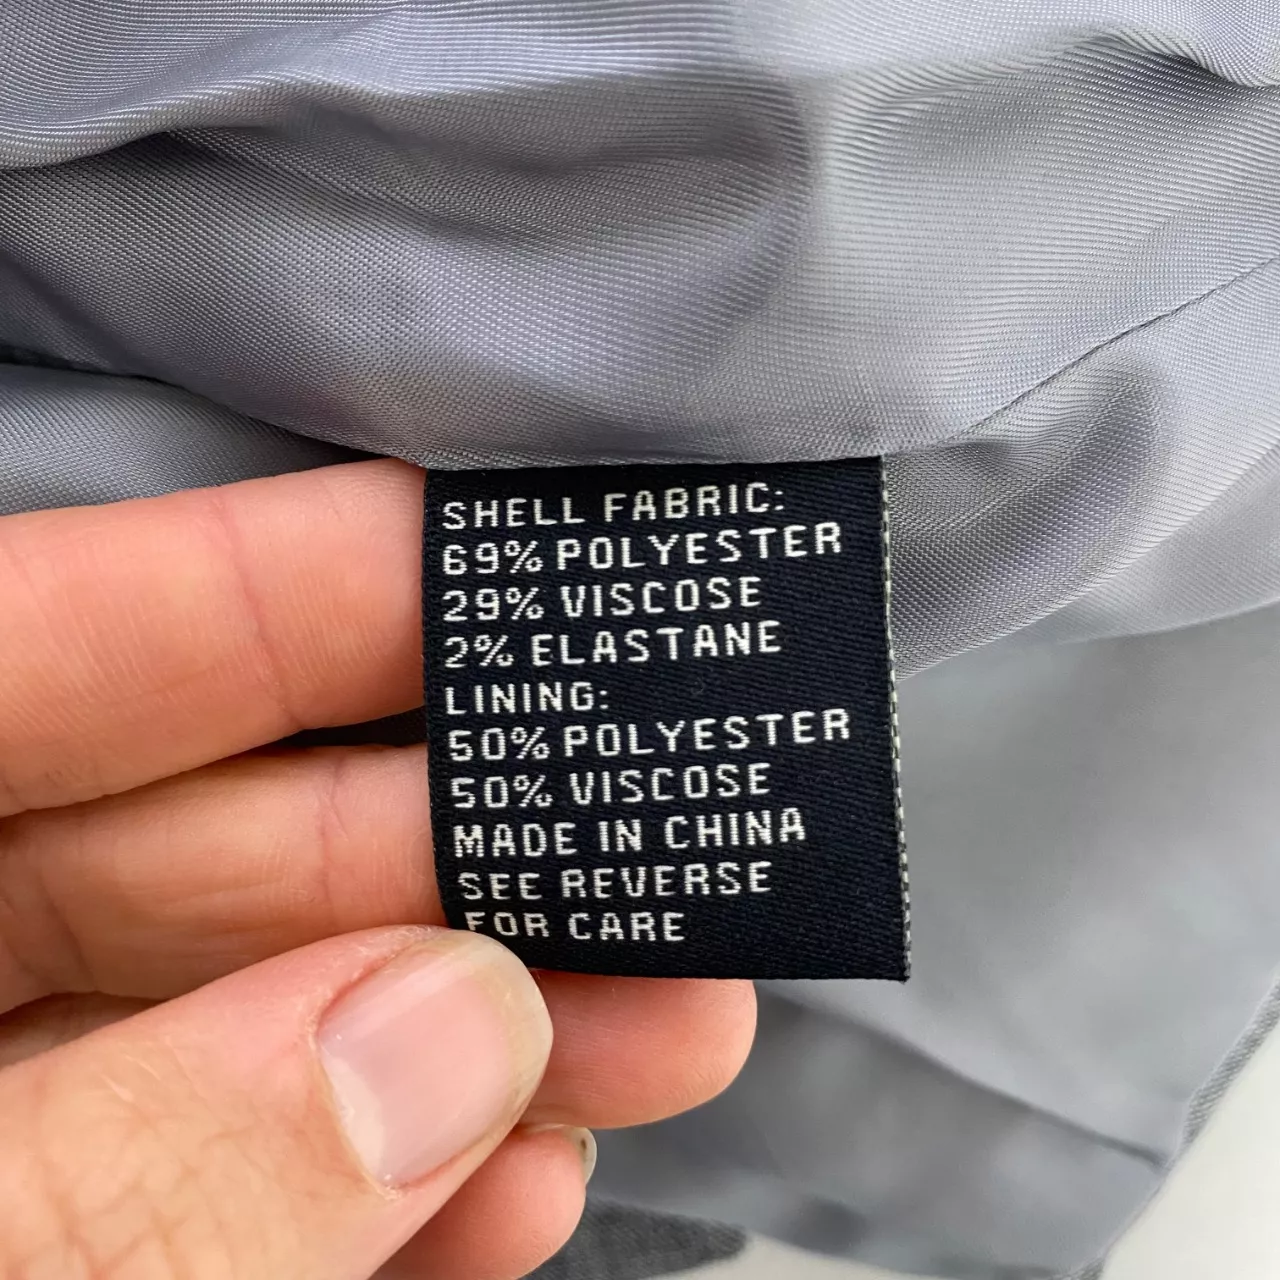 SHELL FABRIC:
69% POLYESTER
29% VISCOSE
2% ELASTANE
LINING:
50% POLYESTER
50% VISCOSE
MADE IN CHINA
SEE REVERSE
FOR CARE